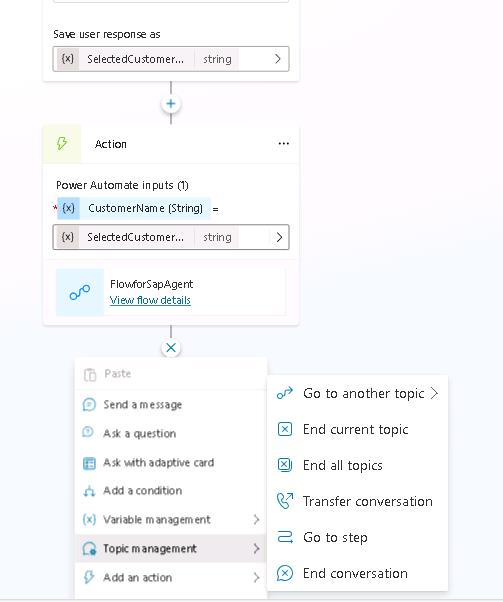 Save user response as
{x} SelectedCustomer... string
Action
Power Automate inputs (1)
* {x} CustomerName (String) =
{x} SelectedCustomer... string
FlowforSapAgent
View flow details
Paste
Send a message
Ask a question
Ask with adaptive card
Add a condition
{x} Variable management
Topic management
Add an action
Go to another topic
End current topic
End all topics
Transfer conversation
Go to step
End conversation